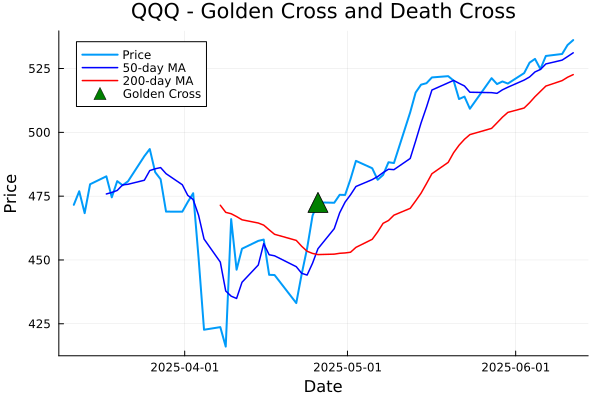 QQQ - Golden Cross and Death Cross
Price
50-day MA
200-day MA
Golden Cross
525
500
475
450
425
Price
2025-04-01
2025-05-01
2025-06-01
Date